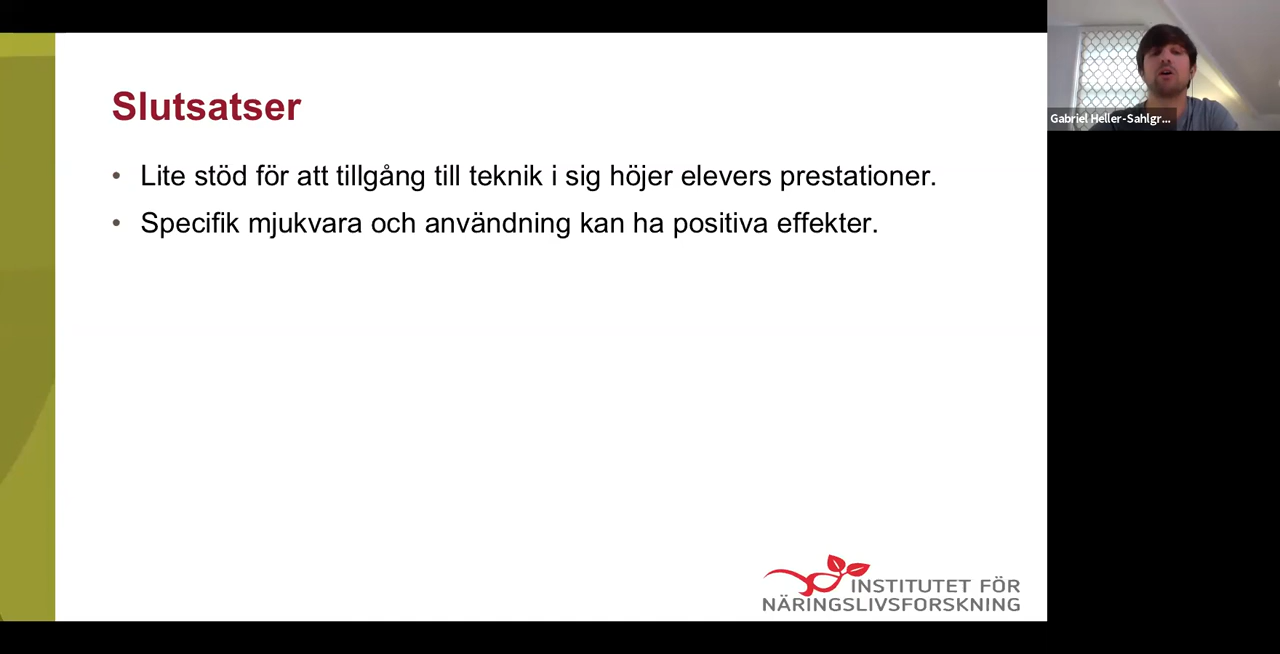 Slutsatser
• Lite stöd för att tillgång till teknik i sig höjer elevers prestationer.
• Specifik mjukvara och användning kan ha positiva effekter.
INSTITUTET FÖR
NÄRINGSLIVSFORSKNING
Gabriel Heller-Sahlgr...